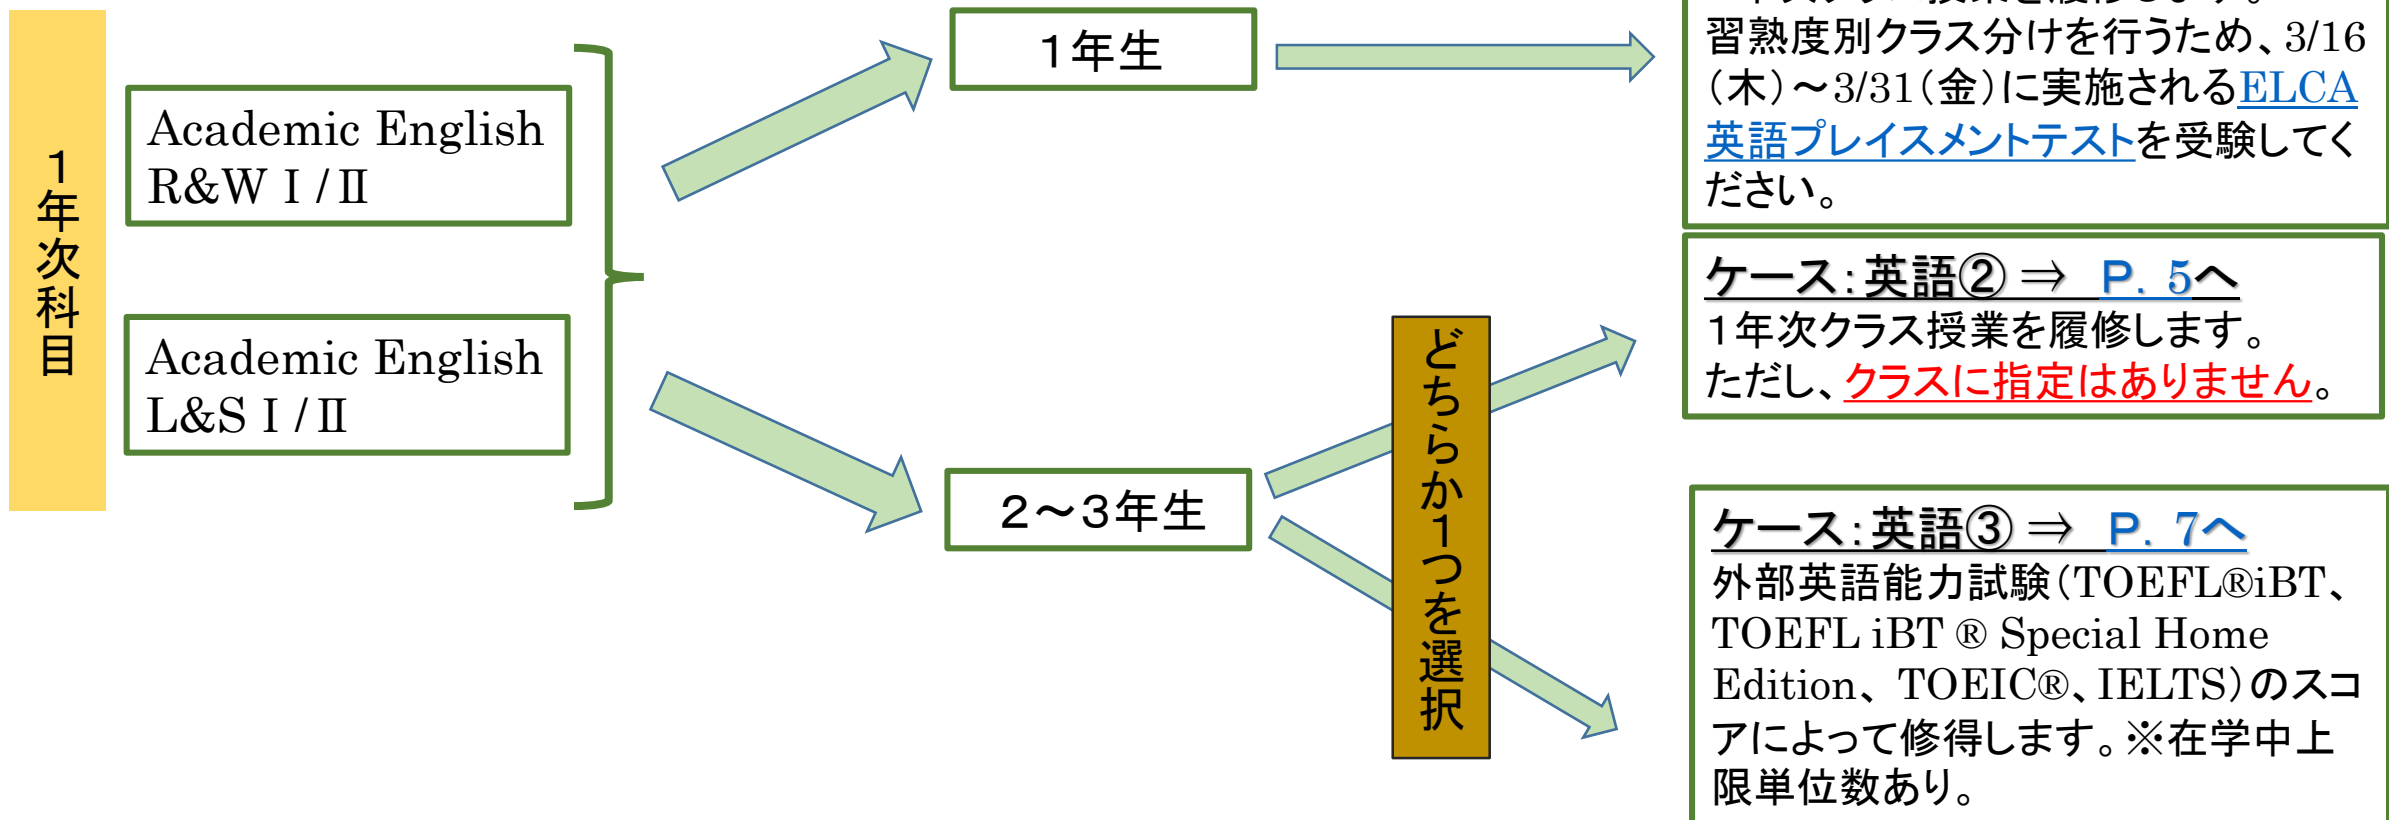 1年次科目
Academic English
R&W Ⅰ / Ⅱ
Academic English
L&S Ⅰ / Ⅱ
1年生
2～3年生
どちらか1つを選択
習熟度別クラス分けを行うため、3/16
（木）～3/31（金）に実施されるELCA
英語プレイスメントテストを受験してく
ださい。
ケース：英語② ⇒ P. 5へ
1年次クラス授業を履修します。
ただし、クラスに指定はありません。
ケース：英語③ ⇒ P. 7へ
外部英語能力試験（TOEFL®iBT、
TOEFL iBT ® Special Home
Edition、TOEIC®、IELTS）のスコ
アによって修得します。※在学中上
限単位数あり。